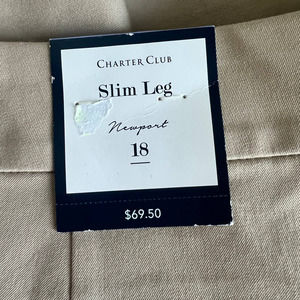 CHARTER CLUB
Slim Leg
Newport
18
$69.50